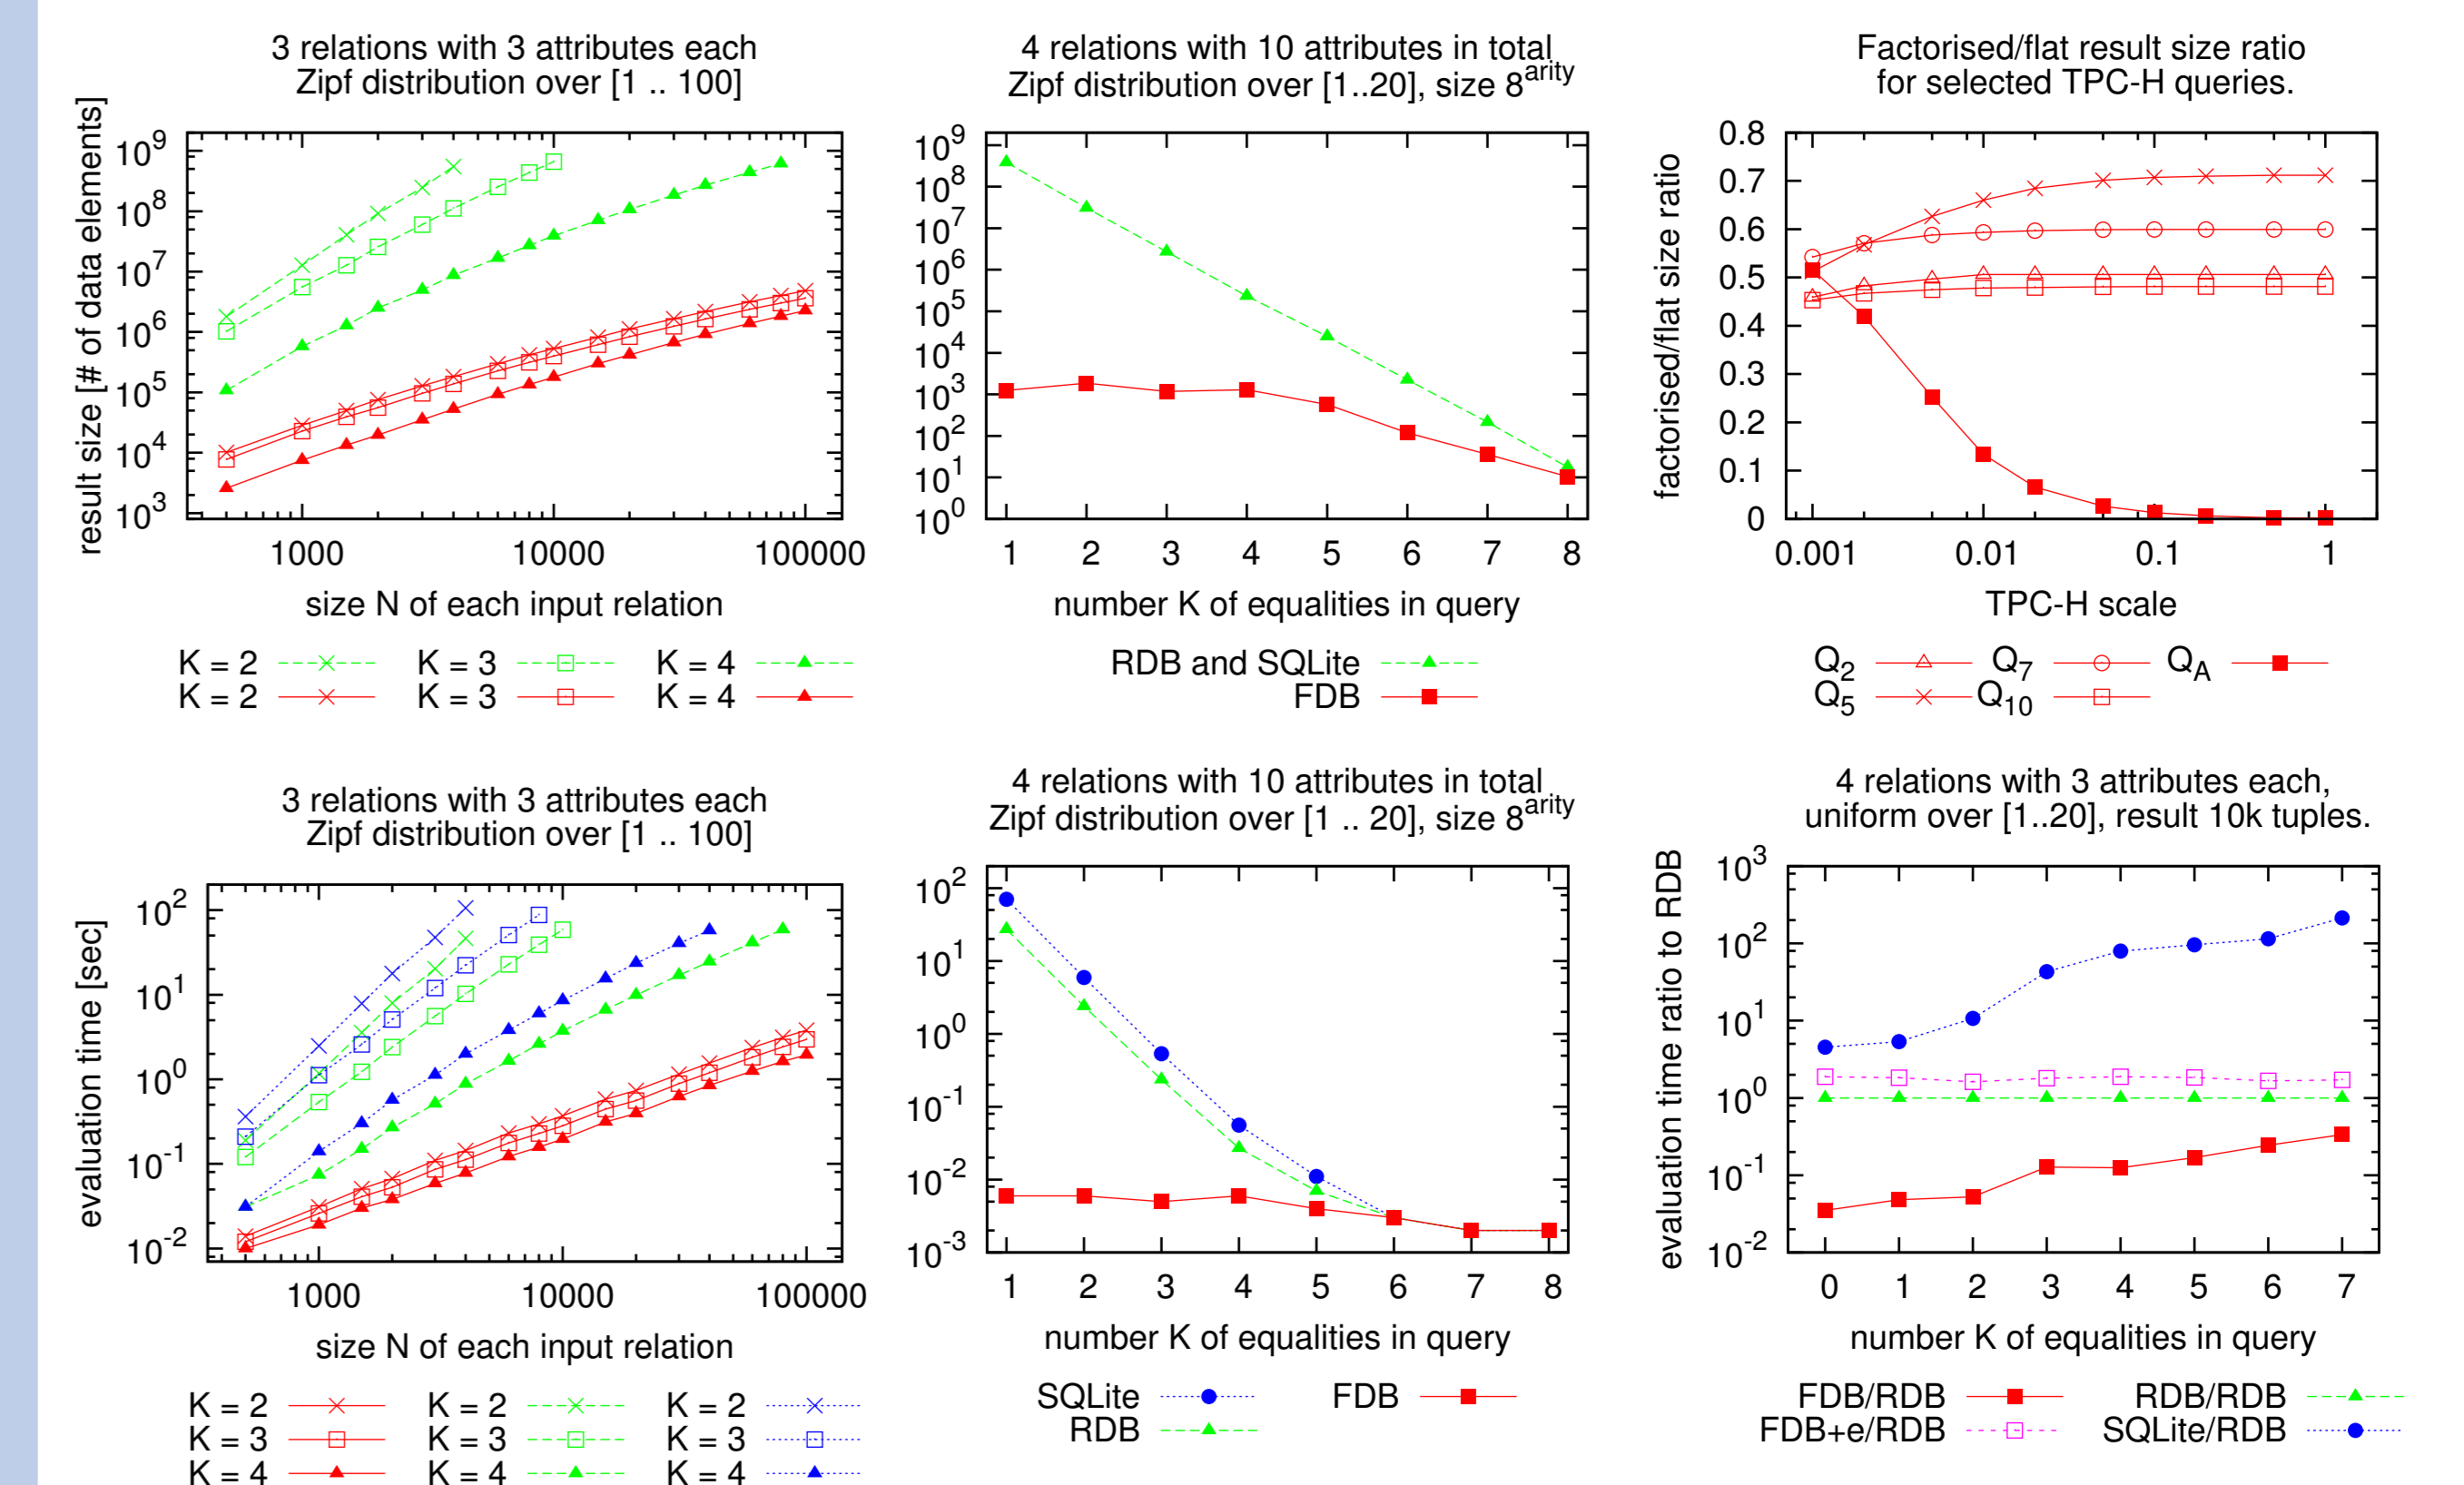 3 relations with 3 attributes each
Zipf distribution over [1 .. 100]
result size [# of data elements]
10^9
10^8
10^7
10^6
10^5
10^4
10^3
1000 10000 100000
size N of each input relation
K = 2 K = 3 K = 4
K = 2 K = 3 K = 4
4 relations with 10 attributes in total
Zipf distribution over [1..20], size 8^arity
10^9
10^8
10^7
10^6
10^5
10^4
10^3
10^2
10^1
10^0
1 2 3 4 5 6 7 8
number K of equalities in query
RDB and SQLite
FDB
Factorised/flat result size ratio
for selected TPC-H queries.
factorised/flat size ratio
0.8
0.7
0.6
0.5
0.4
0.3
0.2
0.1
0
0.001 0.01 0.1 1
TPC-H scale
Q_2 Q_7 Q_A
Q_5 Q_10
3 relations with 3 attributes each
Zipf distribution over [1 .. 100]
evaluation time [sec]
10^2
10^1
10^0
10^-1
10^-2
1000 10000 100000
size N of each input relation
K = 2 K = 2 K = 2
K = 3 K = 3 K = 3
K = 4 K = 4 K = 4
4 relations with 10 attributes in total
Zipf distribution over [1 .. 20], size 8^arity
10^2
10^1
10^0
10^-1
10^-2
10^-3
1 2 3 4 5 6 7 8
number K of equalities in query
SQLite FDB
RDB
4 relations with 3 attributes each,
uniform over [1..20], result 10k tuples.
evaluation time ratio to RDB
10^3
10^2
10^1
10^0
10^-1
10^-2
0 1 2 3 4 5 6 7
number K of equalities in query
FDB/RDB RDB/RDB
FDB+e/RDB SQLite/RDB